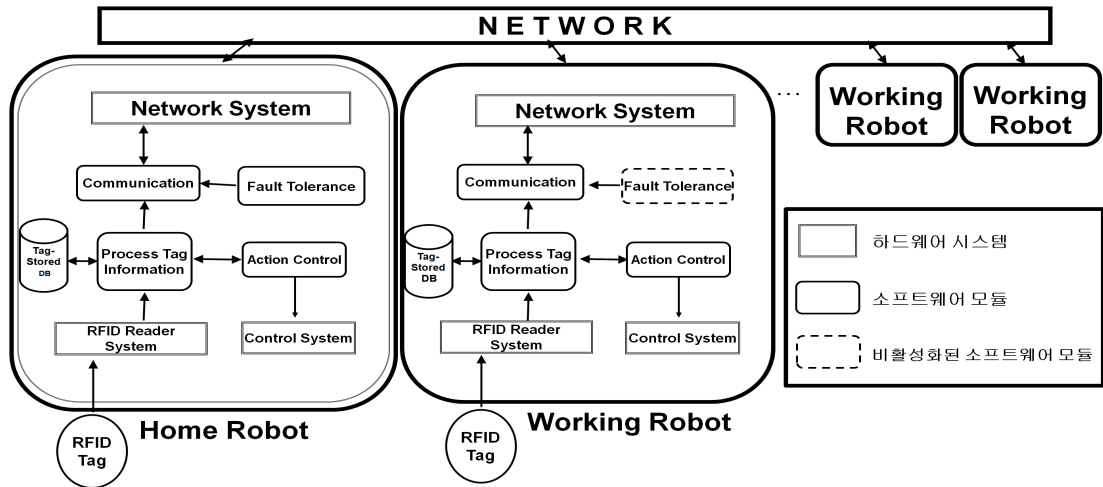 NETWORK
Network System
Communication
Fault Tolerance
Tag-
Stored
DB
Process Tag
Information
Action Control
RFID Reader
System
Control System
RFID
Tag
Home Robot
Network System
Communication
Fault Tolerance
Tag-
Stored
DB
Process Tag
Information
Action Control
RFID Reader
System
Control System
RFID
Tag
Working Robot
...
Working
Robot
Working
Robot
하드웨어 시스템
소프트웨어 모듈
비활성화된 소프트웨어 모듈